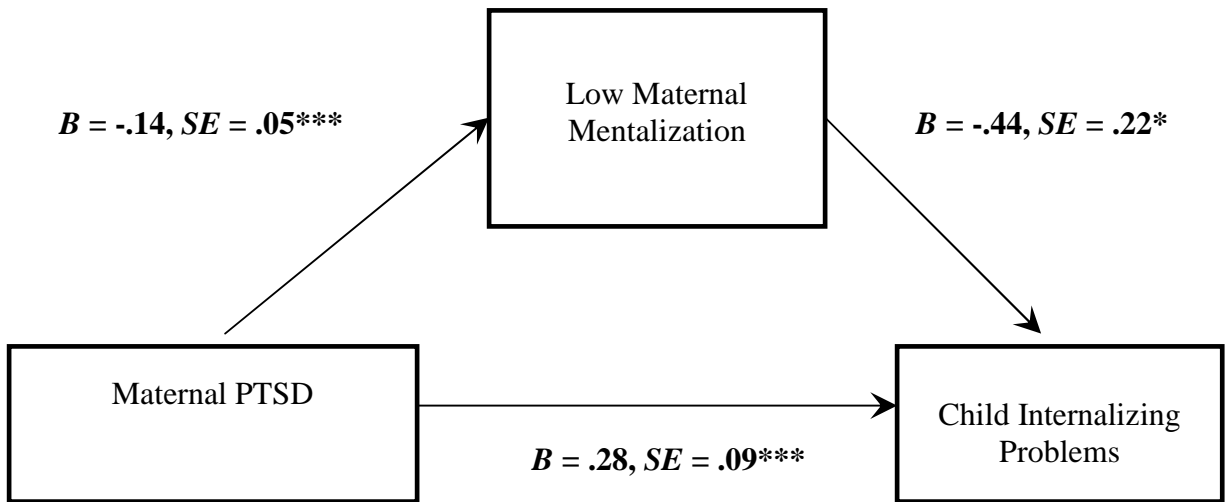 Low Maternal
Mentalization
B = -.14, SE = .05***
B = -.44, SE = .22*
Maternal PTSD
Child Internalizing
Problems
B = .28, SE = .09***